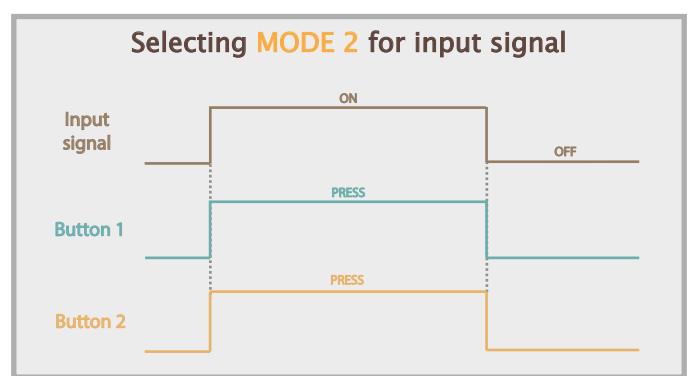 Selecting MODE 2 for input signal
ON
Input
signal
OFF
PRESS
Button 1
PRESS
Button 2